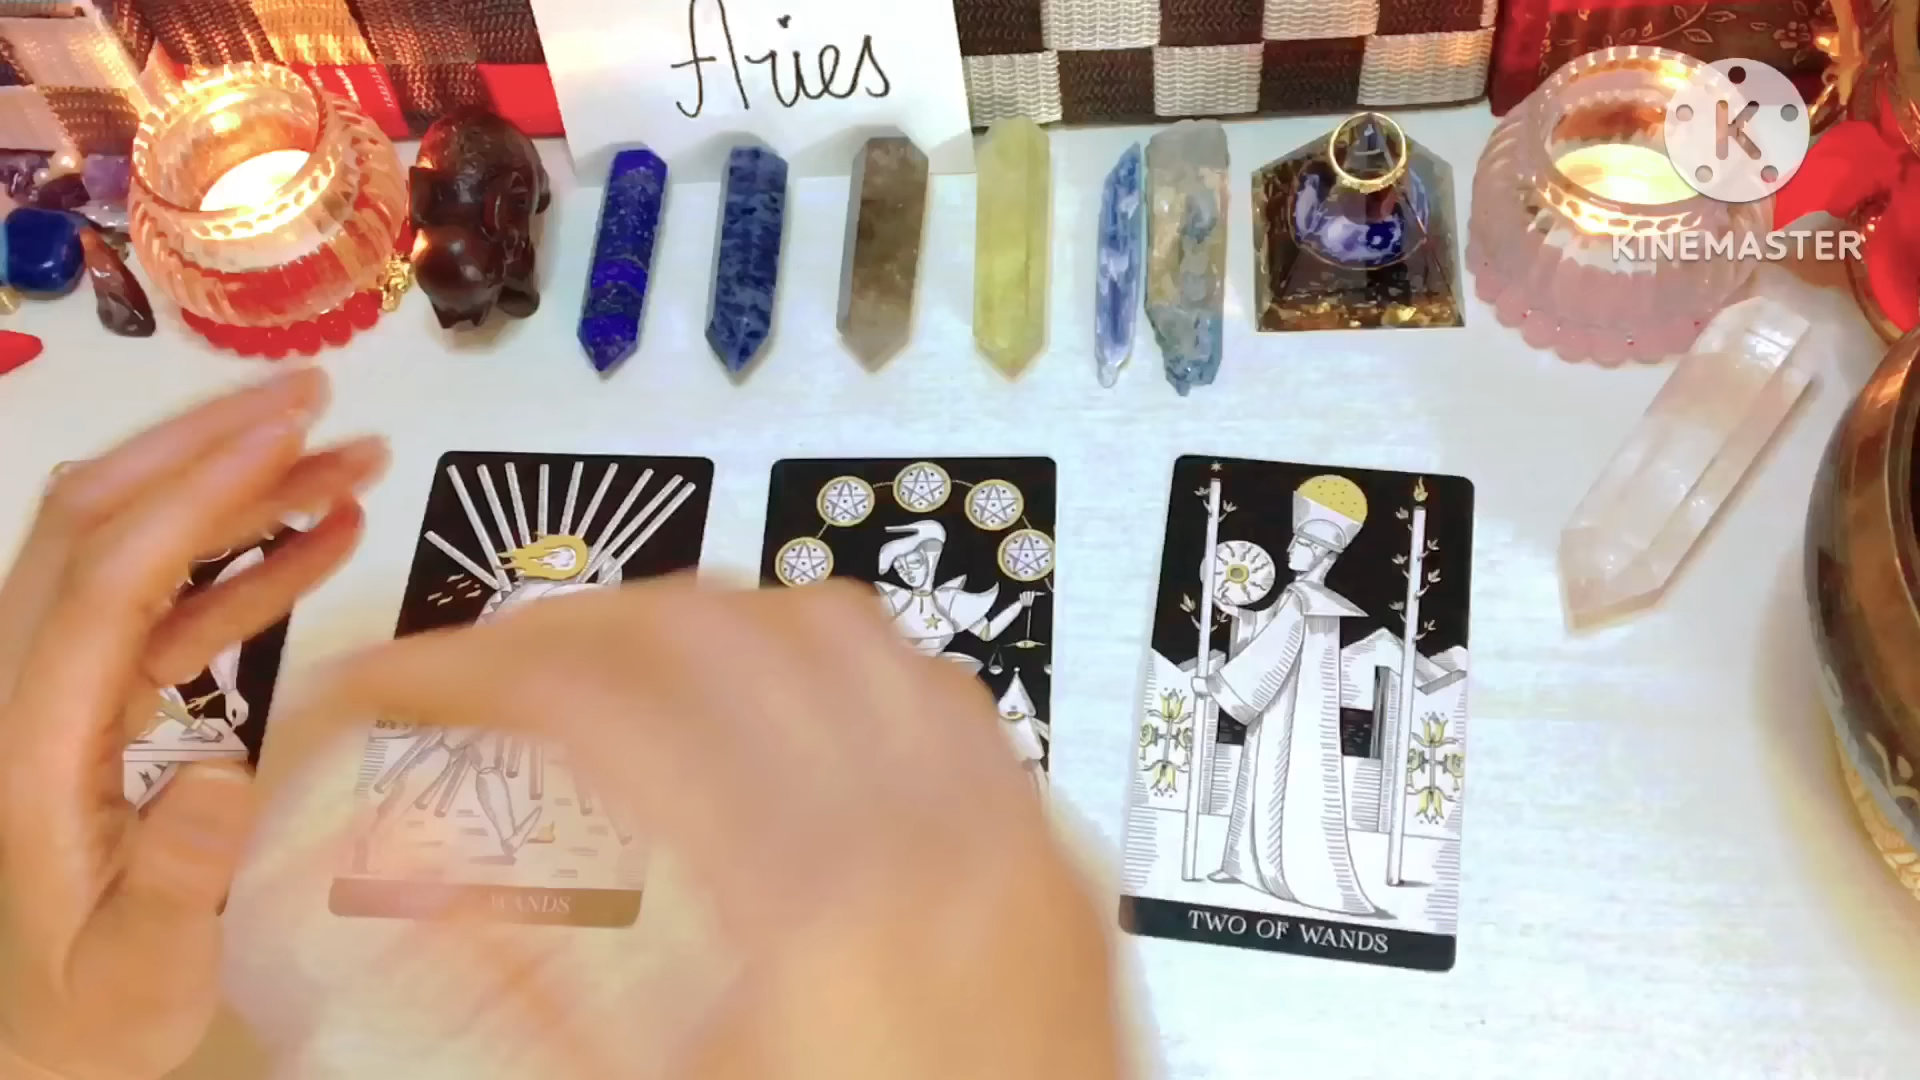 Aries
K
KINEMASTER
WANDS
TWO OF WANDS